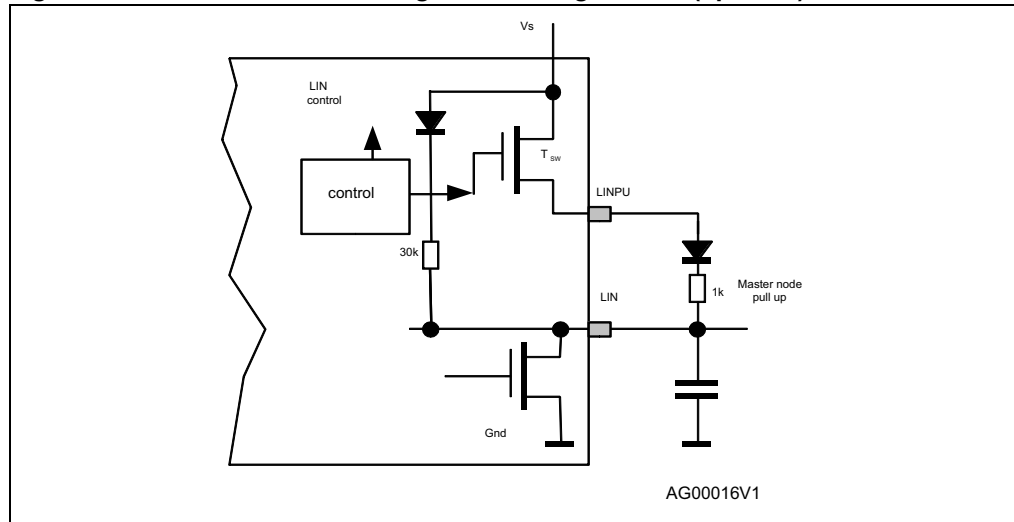 Vs
LIN
control
T SW
control
LINPU
30k
1k
Master node
pull up
LIN
Gnd
AG00016V1